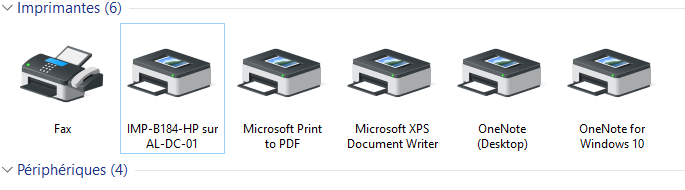 Imprimantes (6)
Fax
IMP-B184-HP sur
AL-DC-01
Microsoft Print
to PDF
Microsoft XPS
Document Writer
OneNote
(Desktop)
OneNote for
Windows 10
Périphériques (4)